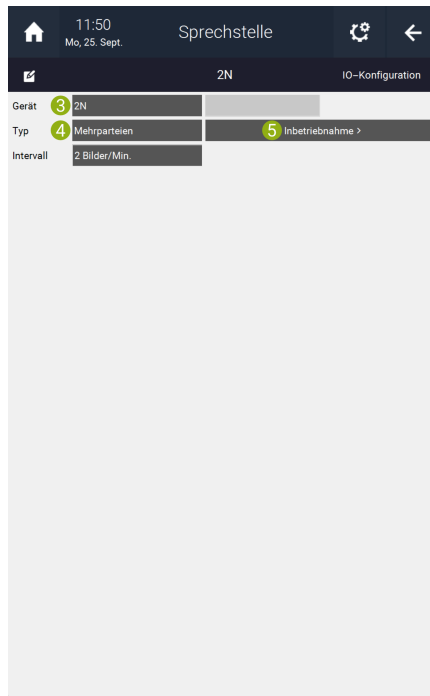 11:50
Mo, 25. Sept.
Sprechstelle
2N
IO-Konfiguration
Gerät 3 2N
Typ 4 Mehrparteien 5 Inbetriebnahme >
Intervall 2 Bilder/Min.